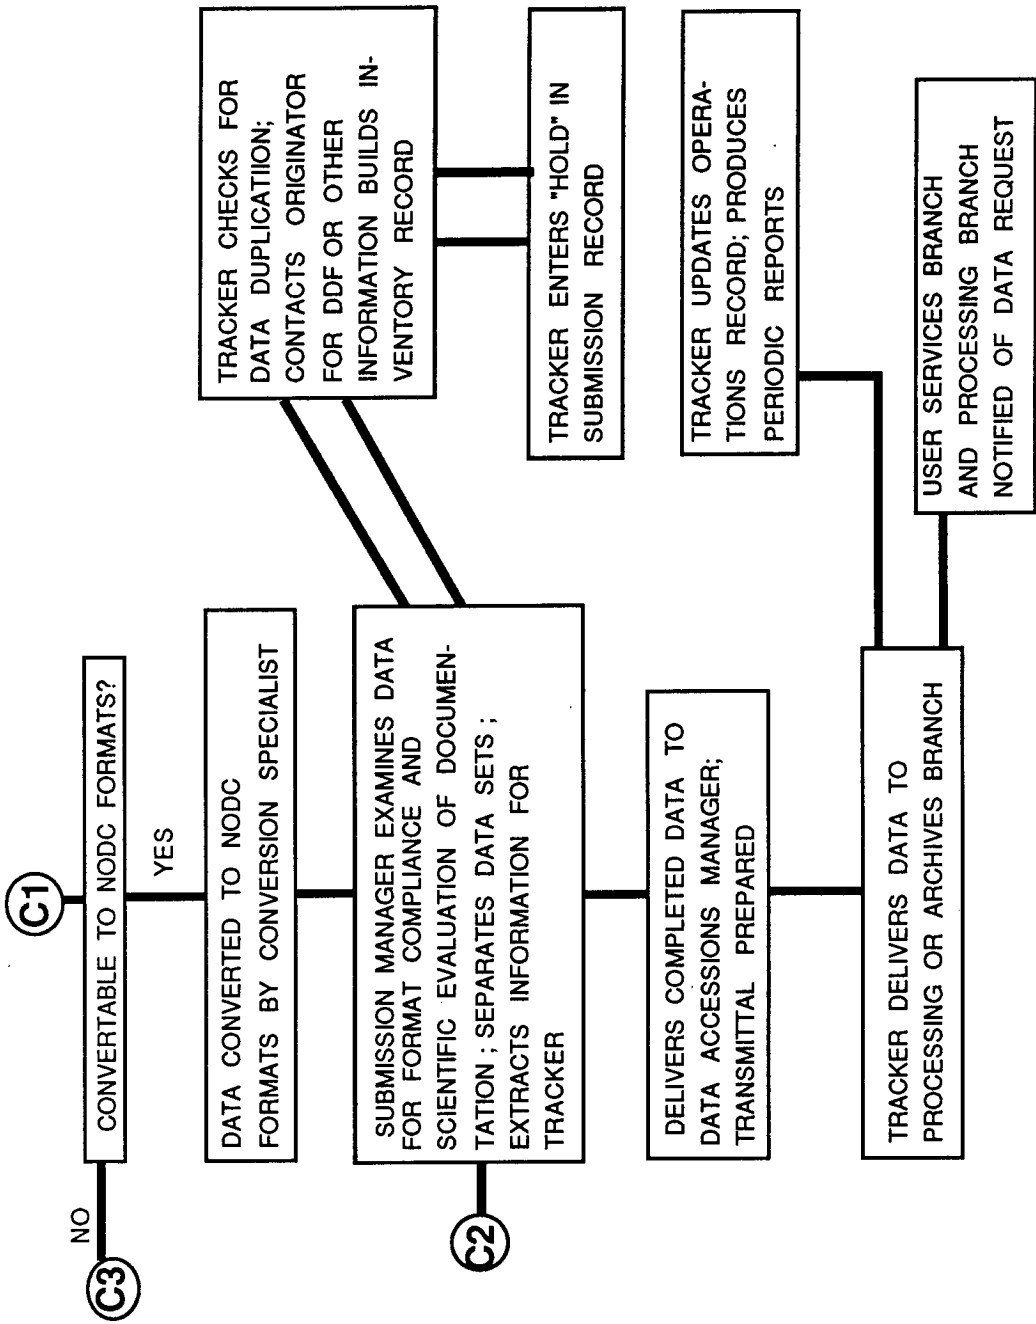 C1
CONVERTABLE TO NODC FORMATS?
NO
C3
YES
DATA CONVERTED TO NODC
FORMATS BY CONVERSION SPECIALIST
SUBMISSION MANAGER EXAMINES DATA
FOR FORMAT COMPLIANCE AND
SCIENTIFIC EVALUATION OF DOCUMEN-
TATION ; SEPARATES DATA SETS ;
EXTRACTS INFORMATION FOR
TRACKER
C2
TRACKER CHECKS FOR
DATA DUPLICATION;
CONTACTS ORIGINATOR
FOR DDF OR OTHER
INFORMATION BUILDS IN-
VENTORY RECORD
TRACKER ENTERS "HOLD" IN
SUBMISSION RECORD
DELIVERS COMPLETED DATA TO
DATA ACCESSIONS MANAGER;
TRANSMITTAL PREPARED
TRACKER DELIVERS DATA TO
PROCESSING OR ARCHIVES BRANCH
TRACKER UPDATES OPERA-
TIONS RECORD; PRODUCES
PERIODIC REPORTS
USER SERVICES BRANCH
AND PROCESSING BRANCH
NOTIFIED OF DATA REQUEST